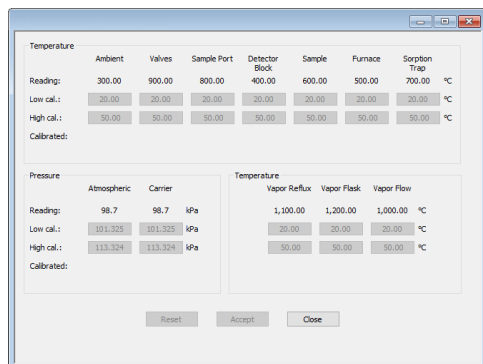 Temperature
Ambient Valves Sample Port Detector Block Sample Furnace Sorption Trap
Reading: 300.00 900.00 800.00 400.00 600.00 500.00 700.00 °C
Low cal.: 20.00 20.00 20.00 20.00 20.00 20.00 20.00 °C
High cal.: 50.00 50.00 50.00 50.00 50.00 50.00 50.00 °C
Calibrated:
Pressure
Atmospheric Carrier
Reading: 98.7 98.7 kPa
Low cal.: 101.325 101.325 kPa
High cal.: 113.324 113.324 kPa
Calibrated:
Temperature
Vapor Reflux Vapor Flask Vapor Flow
1,100.00 1,200.00 1,000.00 °C
20.00 20.00 20.00 °C
50.00 50.00 50.00 °C
Reset Accept Close